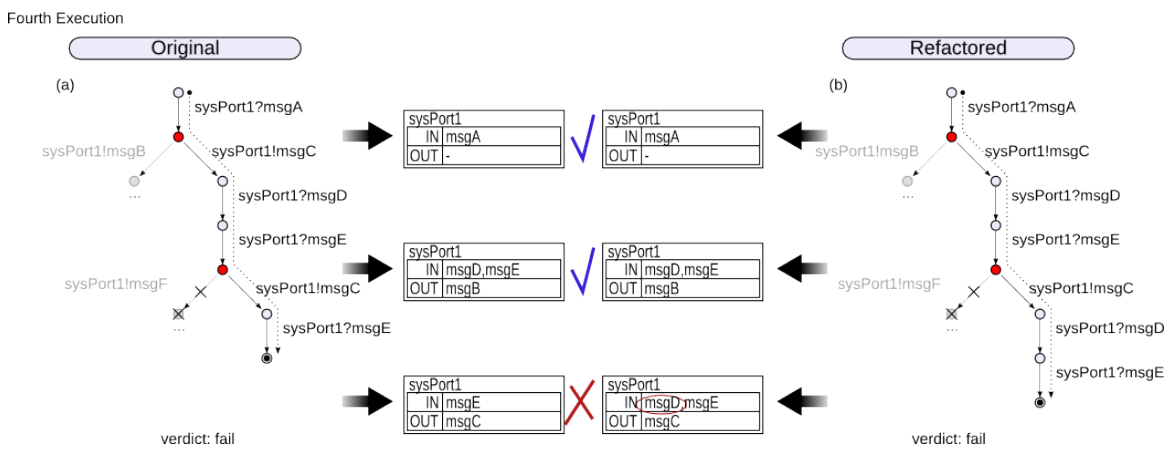 Fourth Execution
Original
Refactored
(a)
sysPort1?msgA
sysPort1!msgB
sysPort1!msgC
...
sysPort1?msgD
sysPort1?msgE
sysPort1!msgF
sysPort1!msgC
...
sysPort1?msgE
verdict: fail
sysPort1
IN msgA
OUT -
sysPort1
IN msgA
OUT -
sysPort1
IN msgD,msgE
OUT msgB
sysPort1
IN msgD,msgE
OUT msgB
sysPort1
IN msgE
OUT msgC
sysPort1
IN msgD,msgE
OUT msgC
(b)
sysPort1?msgA
sysPort1!msgB
sysPort1!msgC
...
sysPort1?msgD
sysPort1?msgE
sysPort1!msgF
sysPort1!msgC
...
sysPort1?msgD
sysPort1?msgE
verdict: fail